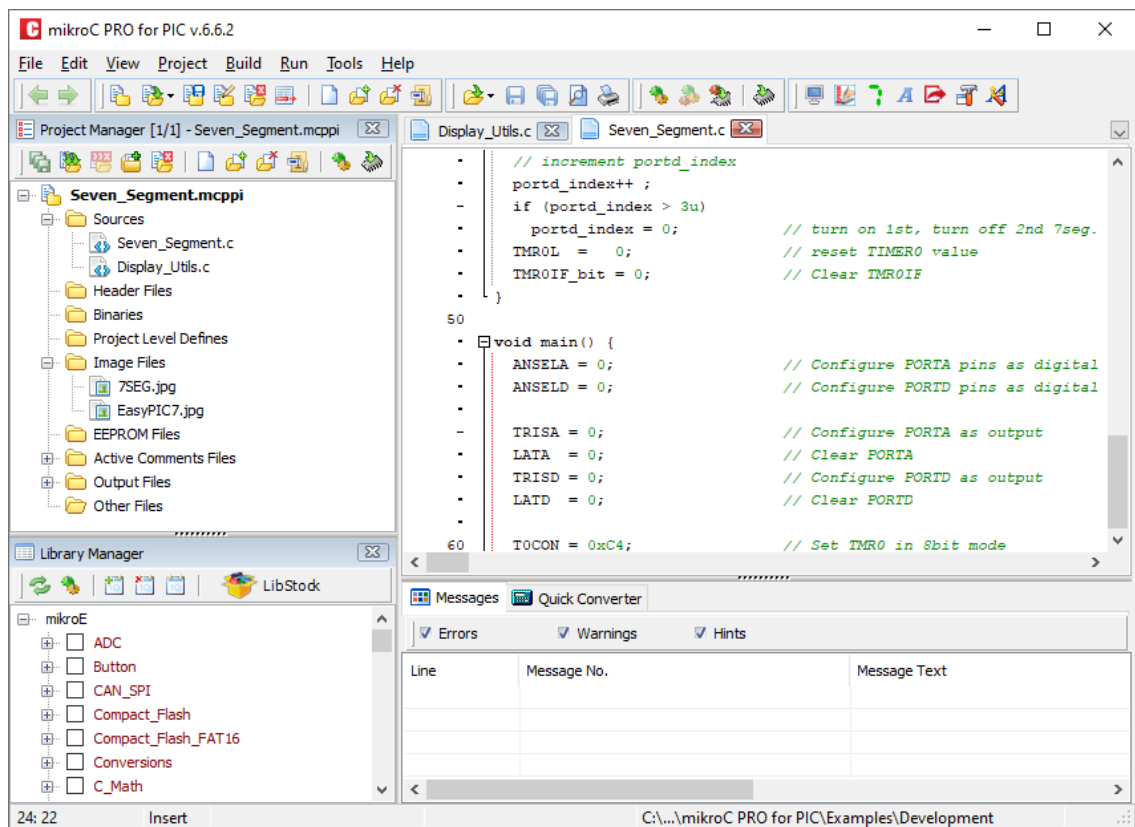 mikroC PRO for PIC v.6.6.2
File Edit View Project Build Run Tools Help
Project Manager [1/1] - Seven_Segment.mcppi
Seven_Segment.mcppi
Sources
Seven_Segment.c
Display_Utils.c
Header Files
Binaries
Project Level Defines
Image Files
7SEG.jpg
EasyPIC7.jpg
EEPROM Files
Active Comments Files
Output Files
Other Files
Library Manager
LibStock
mikroE
ADC
Button
CAN_SPI
Compact_Flash
Compact_Flash_FAT16
Conversions
C_Math
Display_Utils.c Seven_Segment.c
// increment portd_index
portd_index++ ;
if (portd_index > 3u)
portd_index = 0; // turn on 1st, turn off 2nd 7seg.
TMR0L = 0; // reset TIMER0 value
TMR0IF_bit = 0; // Clear TMR0IF
}
50
void main() {
ANSELA = 0; // Configure PORTA pins as digital
ANSELD = 0; // Configure PORTD pins as digital
TRISA = 0; // Configure PORTA as output
LATA = 0; // Clear PORTA
TRISD = 0; // Configure PORTD as output
LATD = 0; // Clear PORTD
60 T0CON = 0xC4; // Set TMR0 in 8bit mode
Messages Quick Converter
Errors Warnings Hints
Line Message No. Message Text
24: 22 Insert C:\...\mikroC PRO for PIC\Examples\Development